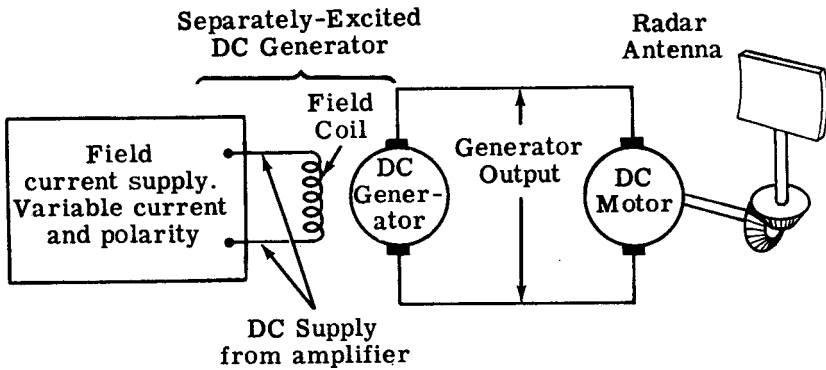 Separately-Excited
DC Generator
Radar
Antenna
Field
Coil
Field
current supply.
Variable current
and polarity
DC
Gener-
ator
Generator
Output
DC
Motor
DC Supply
from amplifier